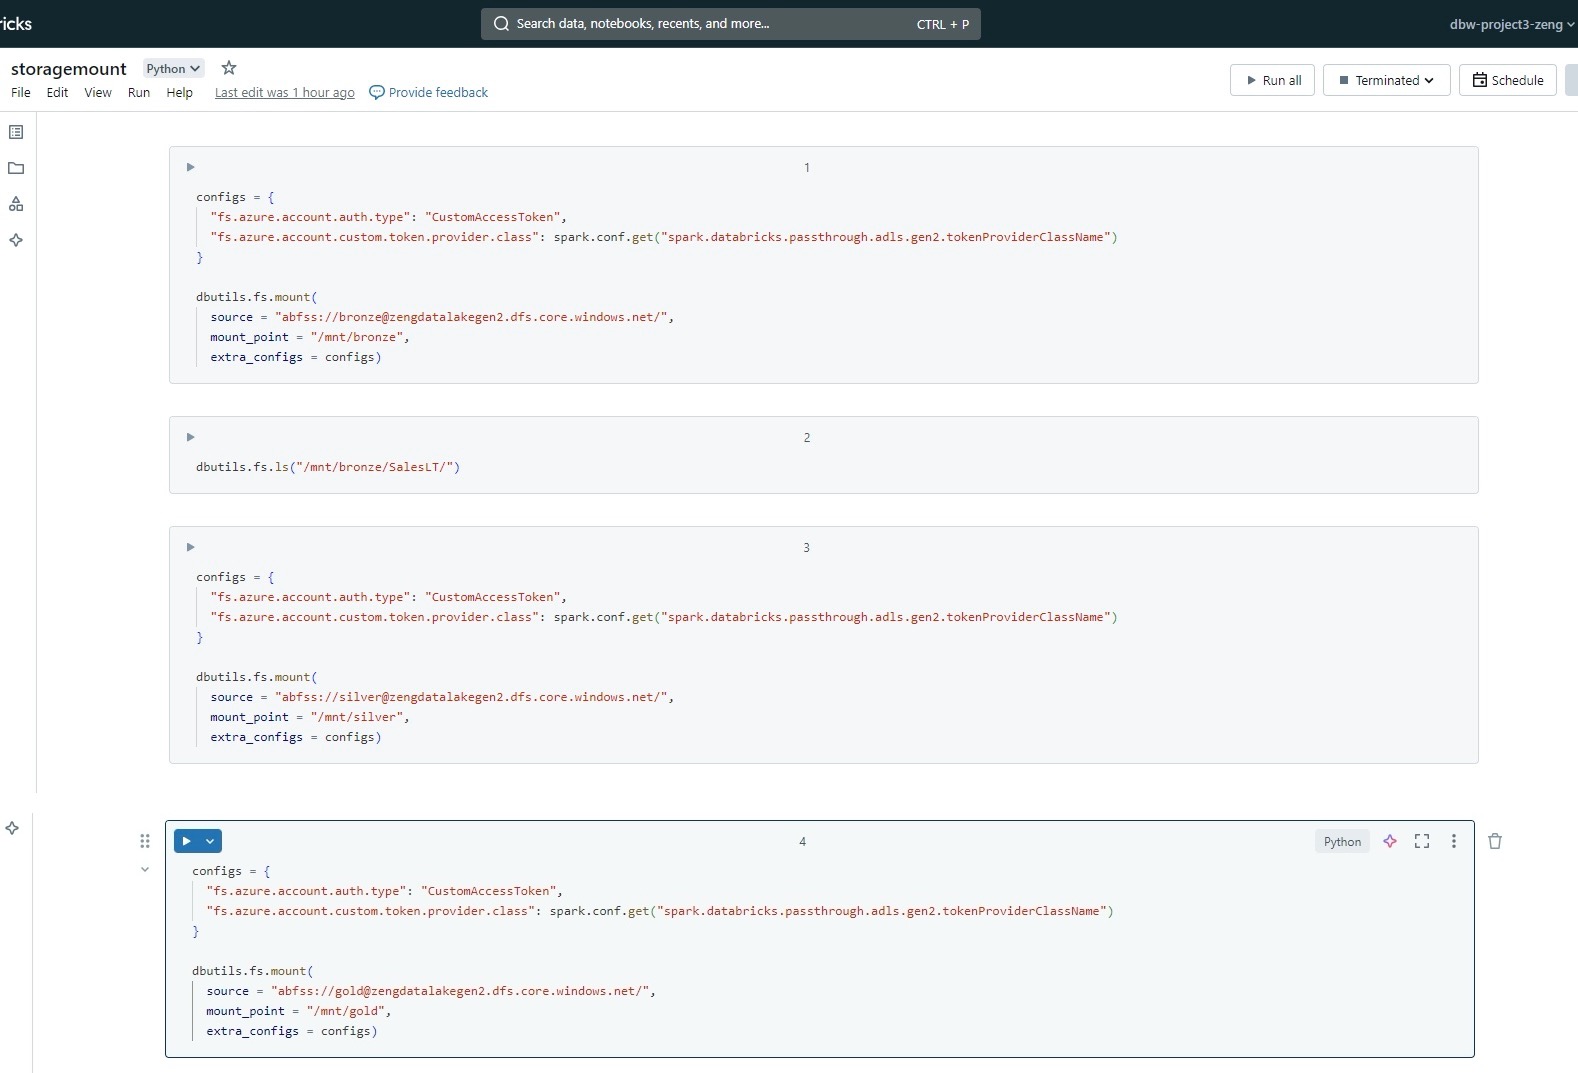 ricks
Search data, notebooks, recents, and more... CTRL + P
dbw-project3-zeng
storagemount Python
File Edit View Run Help Last edit was 1 hour ago Provide feedback
Run all Terminated Schedule
1
configs = {
  "fs.azure.account.auth.type": "CustomAccessToken",
  "fs.azure.account.custom.token.provider.class": spark.conf.get("spark.databricks.passthrough.adls.gen2.tokenProviderClassName")
}
dbutils.fs.mount(
  source = "abfss://bronze@zengdatalakegen2.dfs.core.windows.net/",
  mount_point = "/mnt/bronze",
  extra_configs = configs)
2
dbutils.fs.ls("/mnt/bronze/SalesLT/")
3
configs = {
  "fs.azure.account.auth.type": "CustomAccessToken",
  "fs.azure.account.custom.token.provider.class": spark.conf.get("spark.databricks.passthrough.adls.gen2.tokenProviderClassName")
}
dbutils.fs.mount(
  source = "abfss://silver@zengdatalakegen2.dfs.core.windows.net/",
  mount_point = "/mnt/silver",
  extra_configs = configs)
4
Python
configs = {
  "fs.azure.account.auth.type": "CustomAccessToken",
  "fs.azure.account.custom.token.provider.class": spark.conf.get("spark.databricks.passthrough.adls.gen2.tokenProviderClassName")
}
dbutils.fs.mount(
  source = "abfss://gold@zengdatalakegen2.dfs.core.windows.net/",
  mount_point = "/mnt/gold",
  extra_configs = configs)